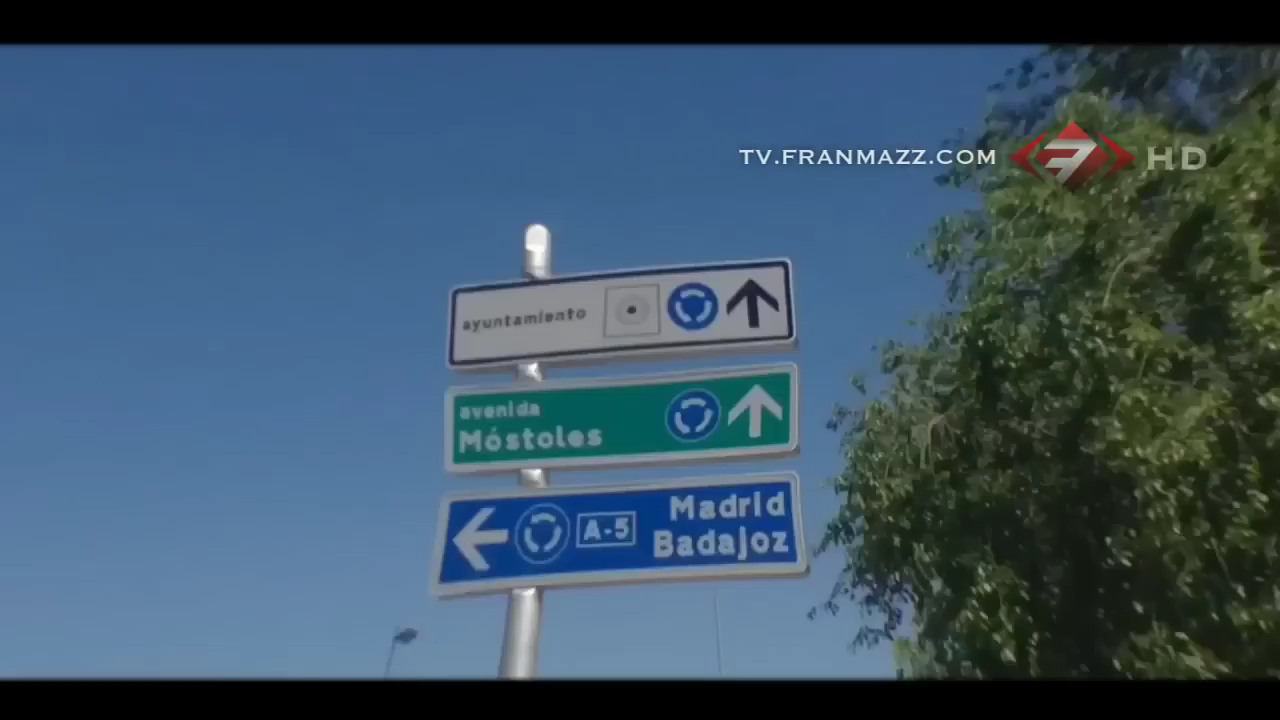 TV.FRANMAZZ.COM
HD
ayuntamiento
avenida
Móstoles
A-5
Madrid
Badajoz